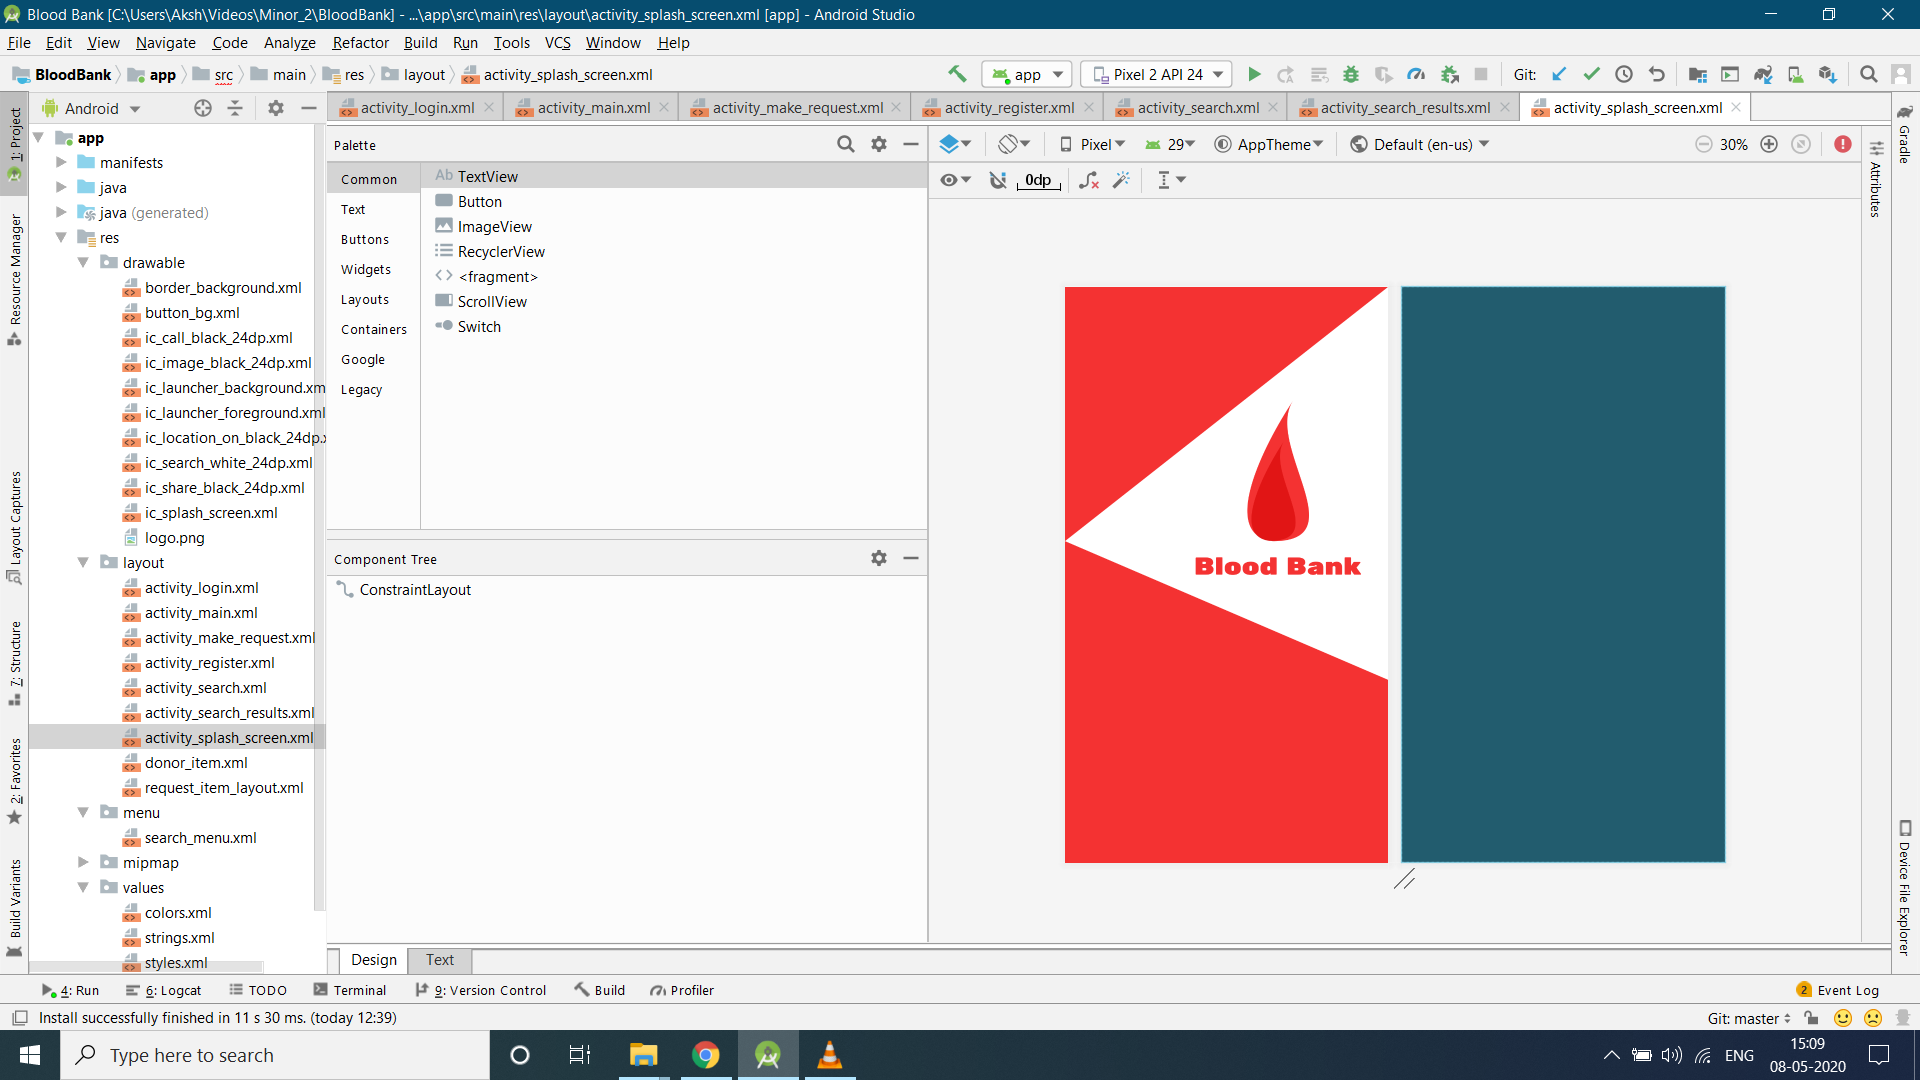 Blood Bank [C:\Users\Aksh\Videos\Minor_2\BloodBank] - ...\app\src\main\res\layout\activity_splash_screen.xml [app] - Android Studio
File Edit View Navigate Code Analyze Refactor Build Run Tools VCS Window Help
BloodBank app src main res layout activity_splash_screen.xml app Pixel 2 API 24 Git:
Android activity_login.xml activity_main.xml activity_make_request.xml activity_register.xml activity_search.xml activity_search_results.xml activity_splash_screen.xml
1: Project
Resource Manager
Layout Captures
7: Structure
2: Favorites
Build Variants
app
manifests
java
java (generated)
res
drawable
border_background.xml
button_bg.xml
ic_call_black_24dp.xml
ic_image_black_24dp.xml
ic_launcher_background.xm
ic_launcher_foreground.xml
ic_location_on_black_24dp.x
ic_search_white_24dp.xml
ic_share_black_24dp.xml
ic_splash_screen.xml
logo.png
layout
activity_login.xml
activity_main.xml
activity_make_request.xml
activity_register.xml
activity_search.xml
activity_search_results.xml
activity_splash_screen.xml
donor_item.xml
request_item_layout.xml
menu
search_menu.xml
mipmap
values
colors.xml
strings.xml
styles.xml
Palette
Common
Text
Buttons
Widgets
Layouts
Containers
Google
Legacy
Ab TextView
Button
ImageView
RecyclerView
<fragment>
ScrollView
Switch
Component Tree
ConstraintLayout
Pixel 29 AppTheme Default (en-us) 30%
0dp
Blood Bank
Gradle
Attributes
Device File Explorer
Design Text
4: Run 6: Logcat TODO Terminal 9: Version Control Build Profiler 2 Event Log
Install successfully finished in 11 s 30 ms. (today 12:39) Git: master
Type here to search ENG 15:09
08-05-2020